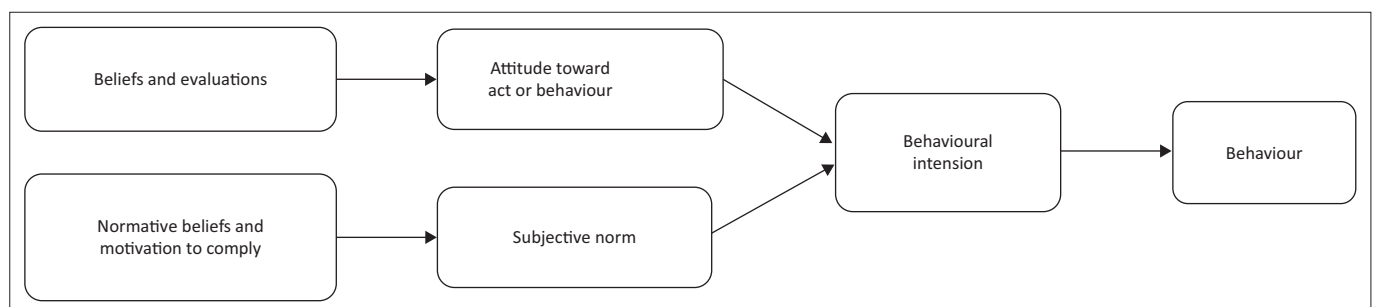 Beliefs and evaluations
Attitude toward
act or behaviour
Normative beliefs and
motivation to comply
Subjective norm
Behavioural
intension
Behaviour